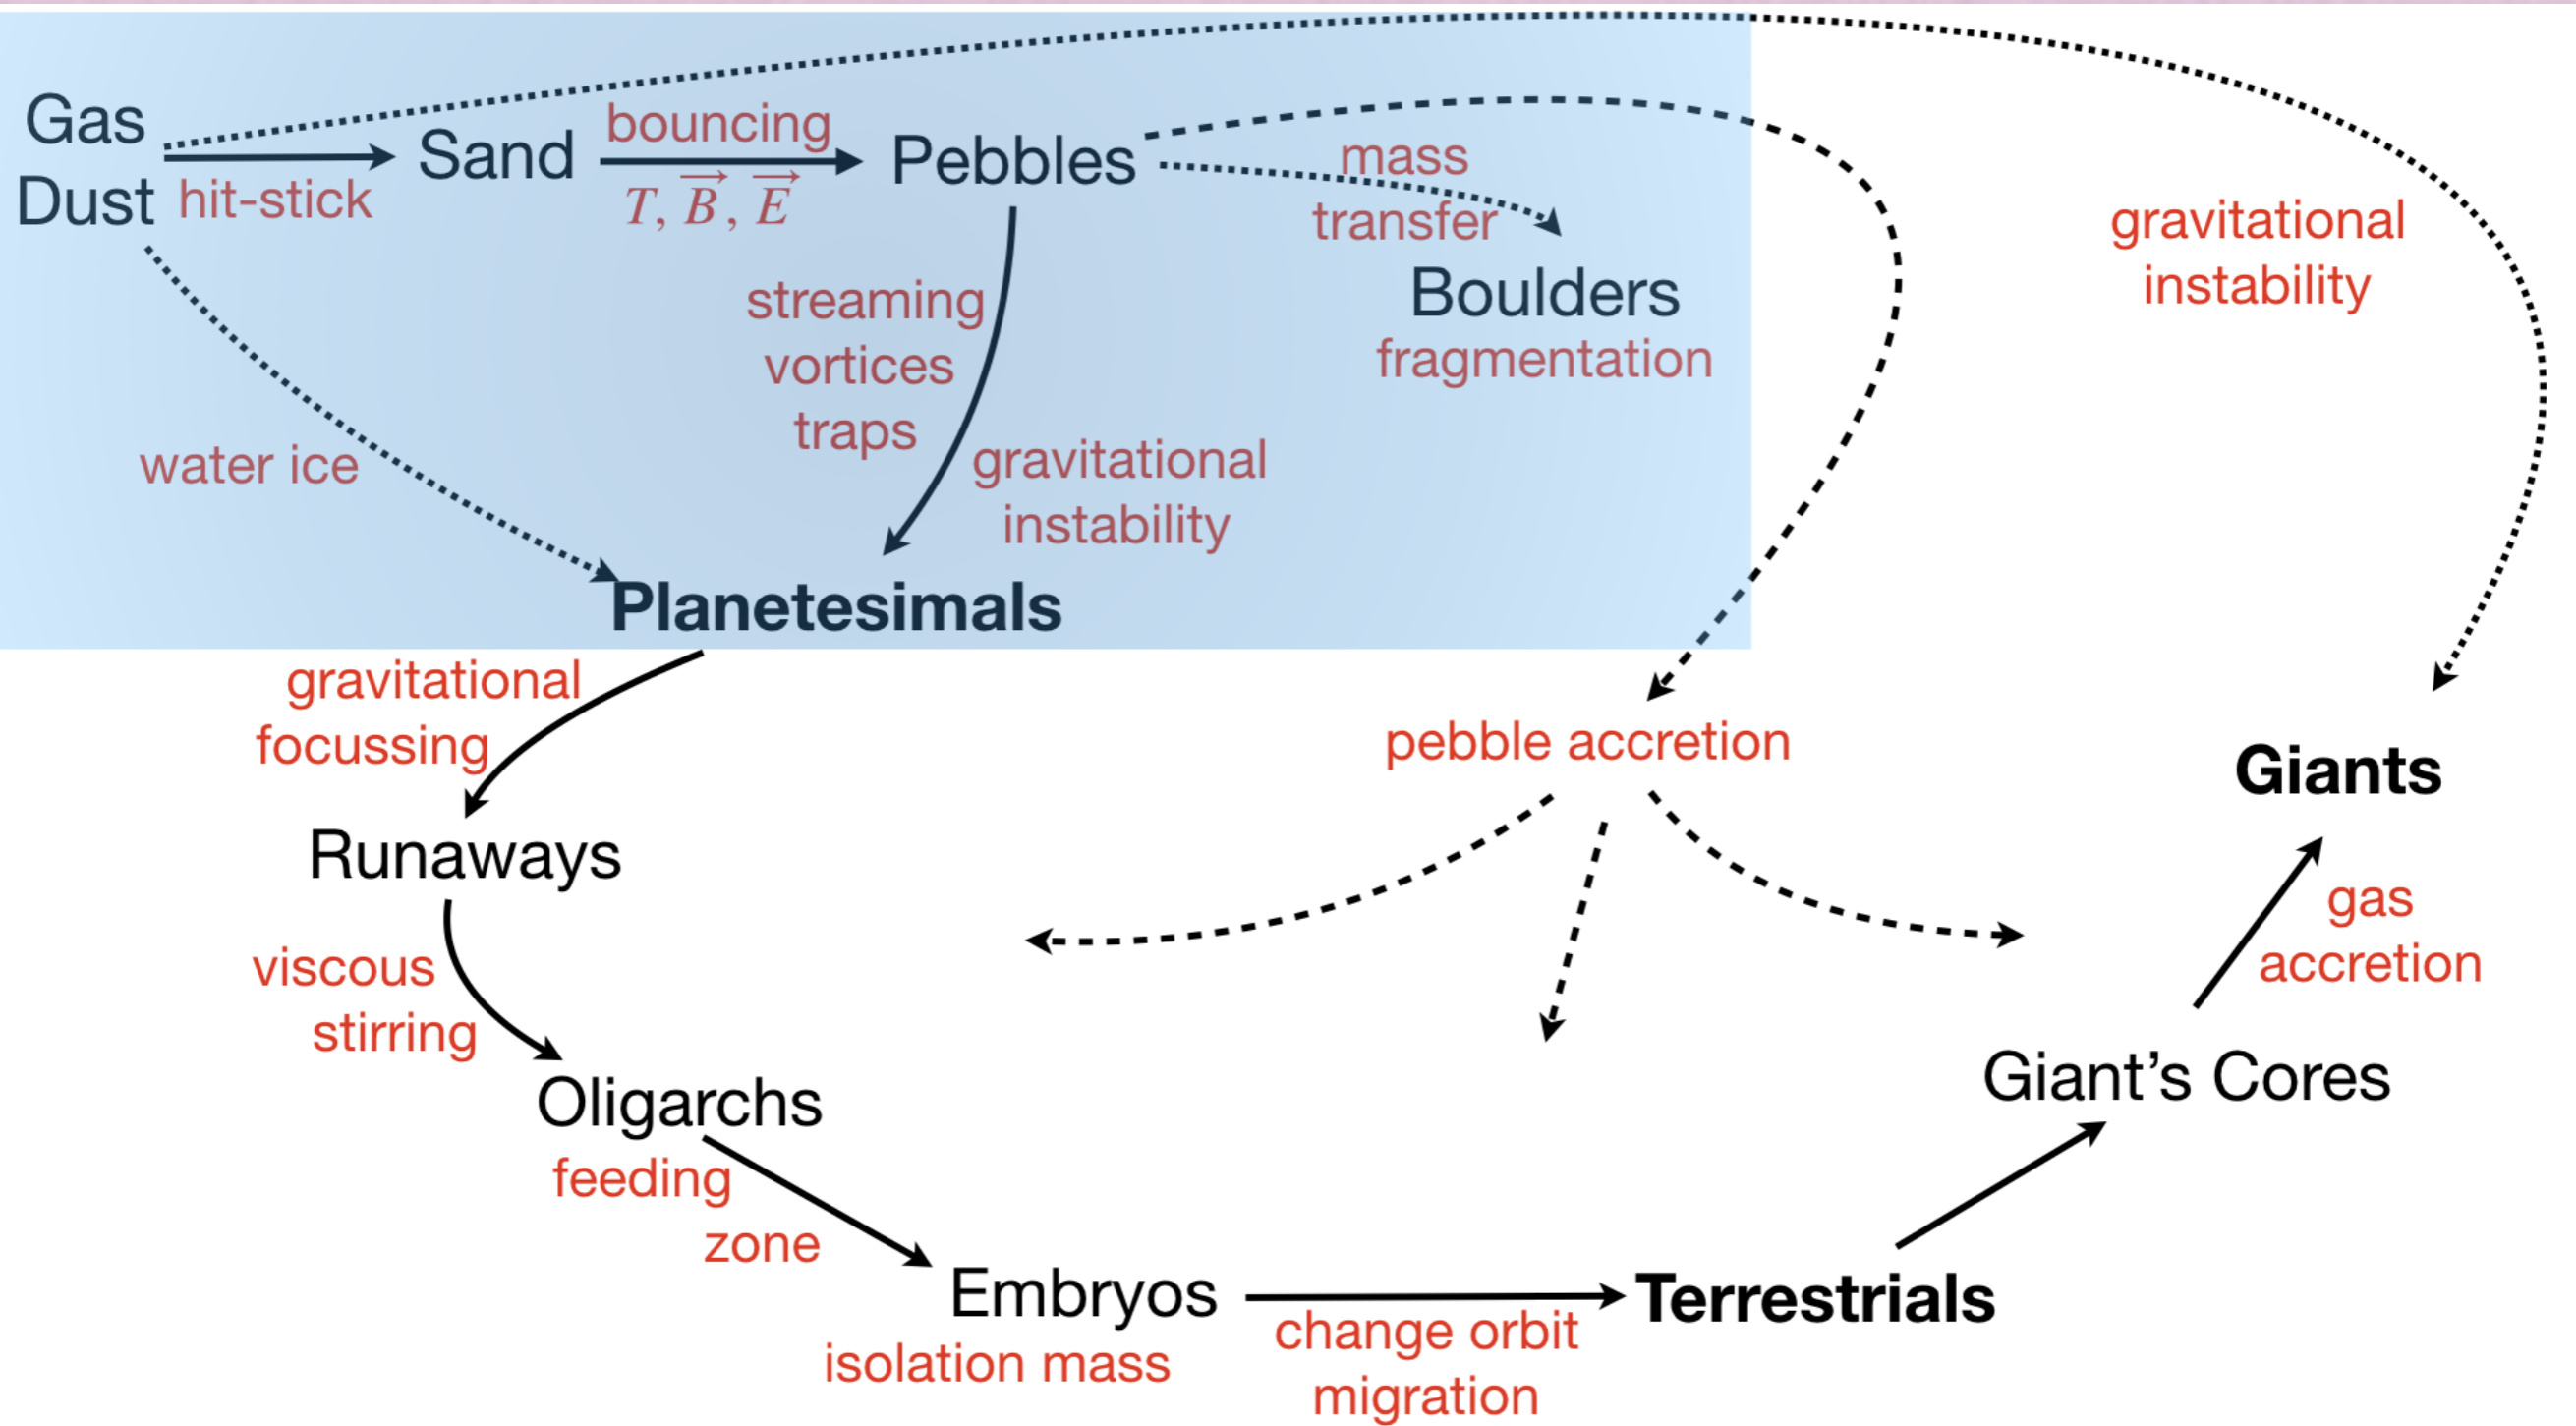 Gas
Dust
hit-stick
Sand
bouncing
T, B⃗, E⃗
Pebbles
mass
transfer
Boulders
fragmentation
gravitational
instability
streaming
vortices
traps
gravitational
instability
water ice
Planetesimals
gravitational
focussing
pebble accretion
Giants
Runaways
gas
accretion
viscous
stirring
Giant’s Cores
Oligarchs
feeding
zone
Embryos
isolation mass
change orbit
migration
Terrestrials